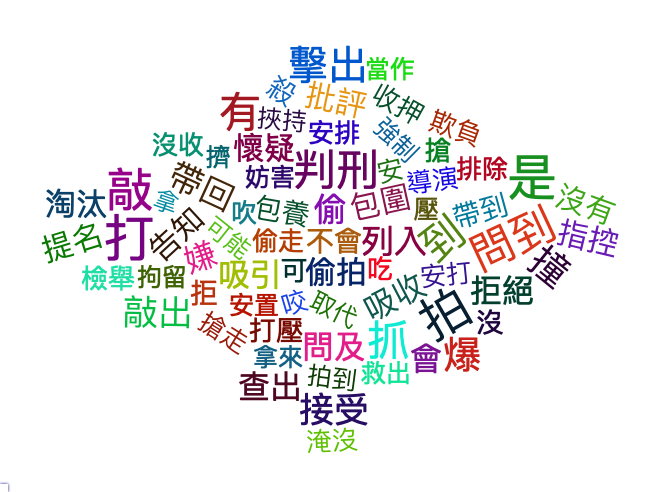 擊出
當作
殺
批評
收押
有
挾持
安排
強制
欺負
沒收
擠
懷疑
搶
妨害
判刑
安
導演
排除
是
敲
帶回
淘汰
拿
吹
包養
偷
包圍
壓
帶到
沒有
打
告知
可能
提名
偷走
不會
列入
到
問到
指控
嫌
檢舉
拘留
吸引
可
偷拍
吃
安打
撞
拒
敲出
安置
咬
取代
吸收
拍
拒絕
沒
搶走
打壓
問及
抓
會
爆
拿來
查出
拍到
救出
接受
淹沒